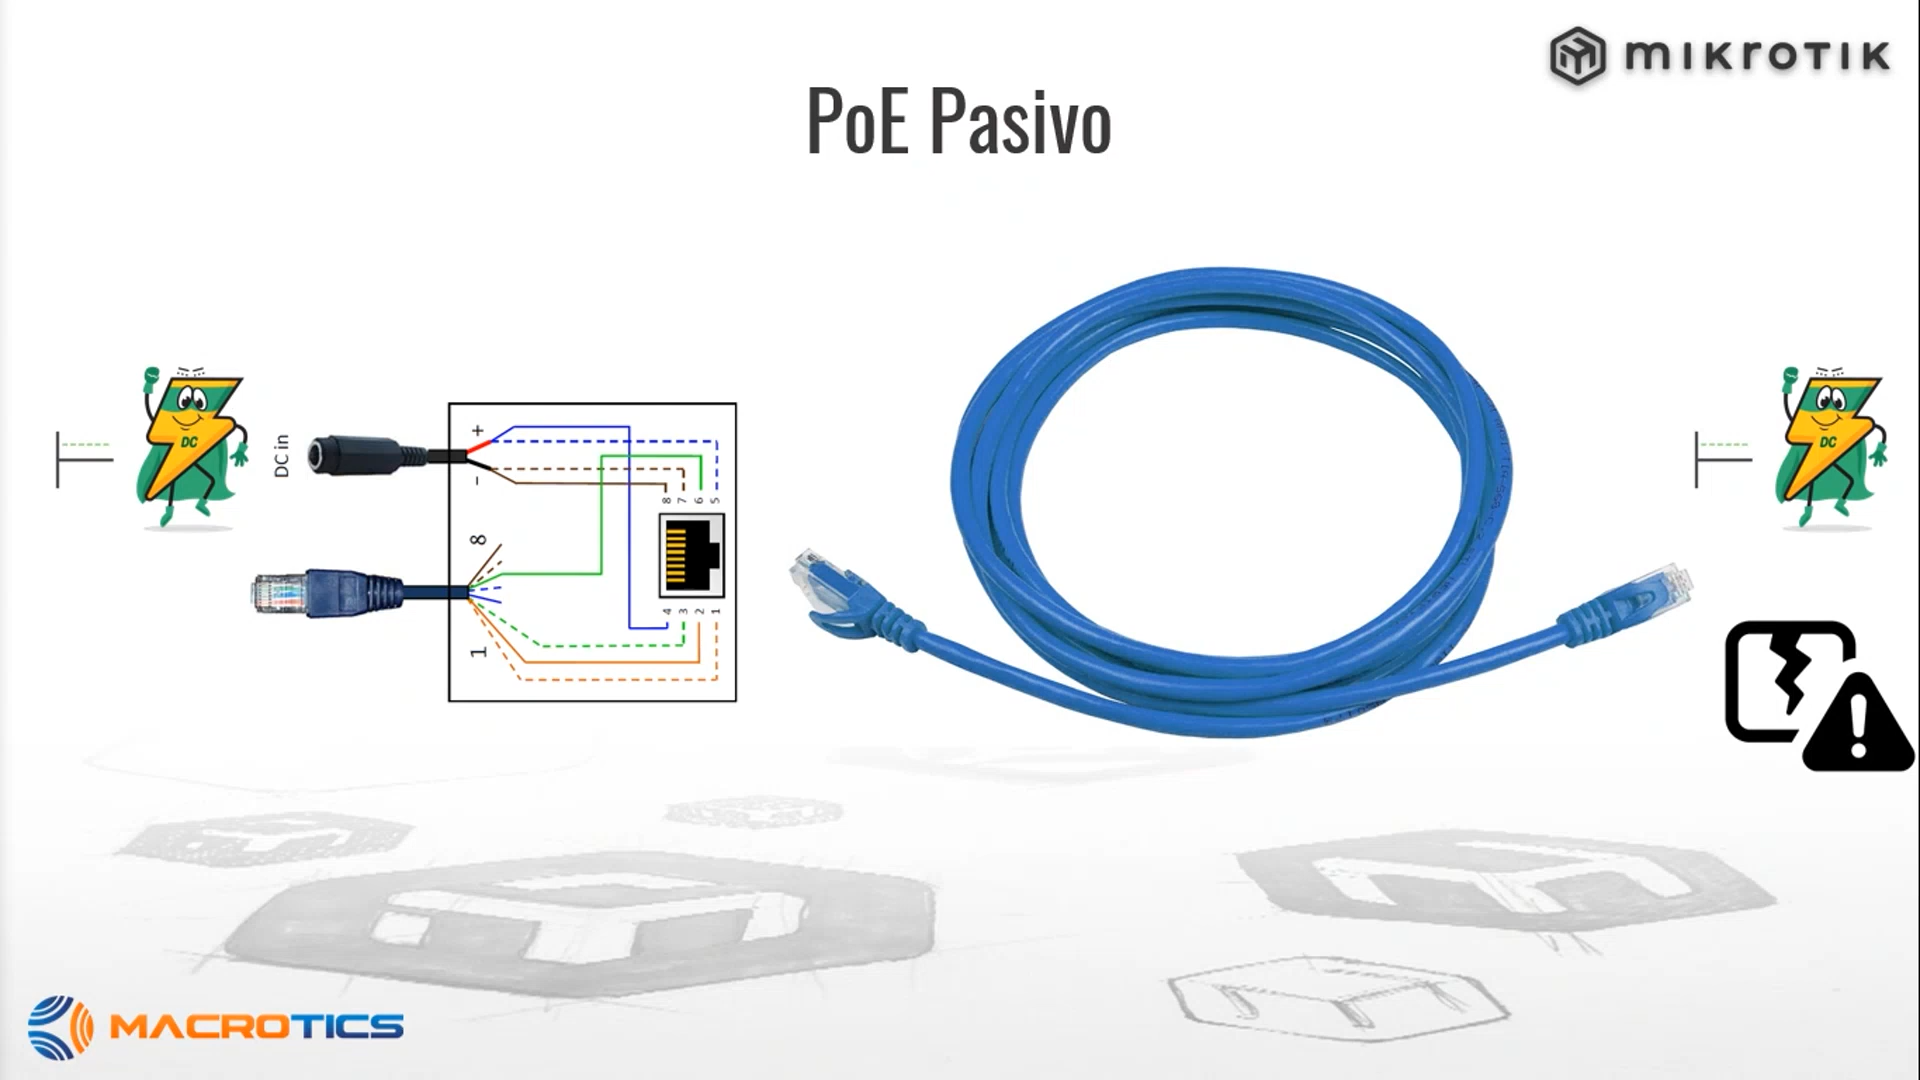 mikrotik
PoE Pasivo
DC
DC in
+
-
8 7 6 5
8
4 3 2 1
1
DC
MACROTICS